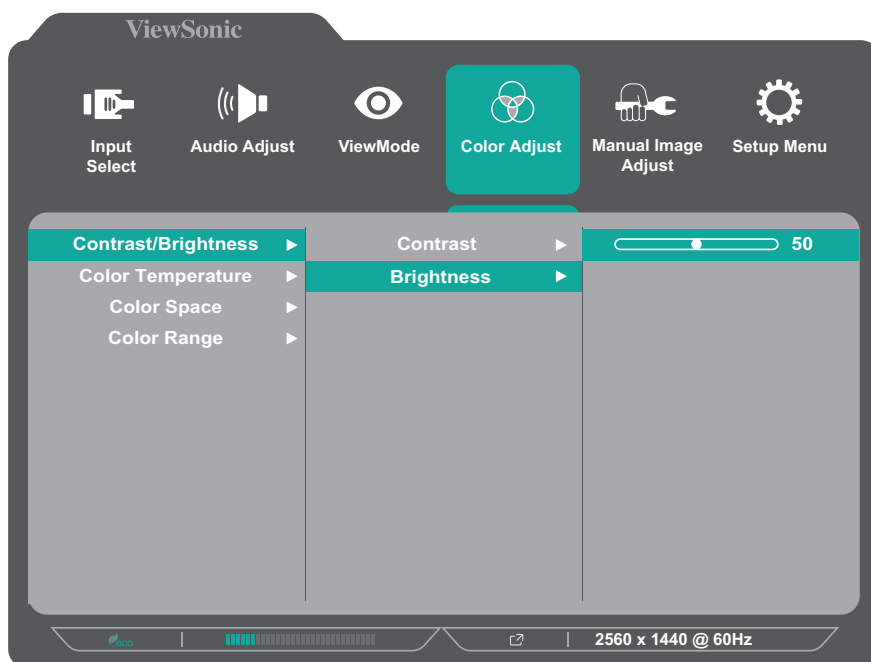 ViewSonic
Input Select
Audio Adjust
ViewMode
Color Adjust
Manual Image Adjust
Setup Menu
Contrast/Brightness
Contrast
50
Color Temperature
Brightness
Color Space
Color Range
eco
2560 x 1440 @ 60Hz